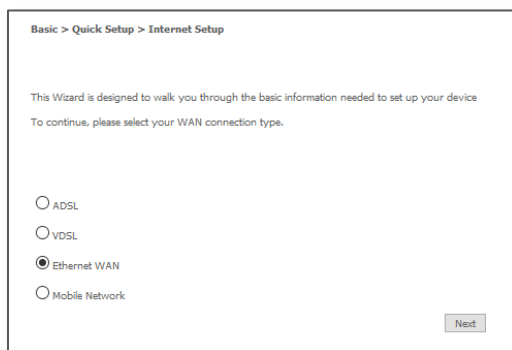 Basic > Quick Setup > Internet Setup
This Wizard is designed to walk you through the basic information needed to set up your device
To continue, please select your WAN connection type.
ADSL
VDSL
Ethernet WAN
Mobile Network
Next